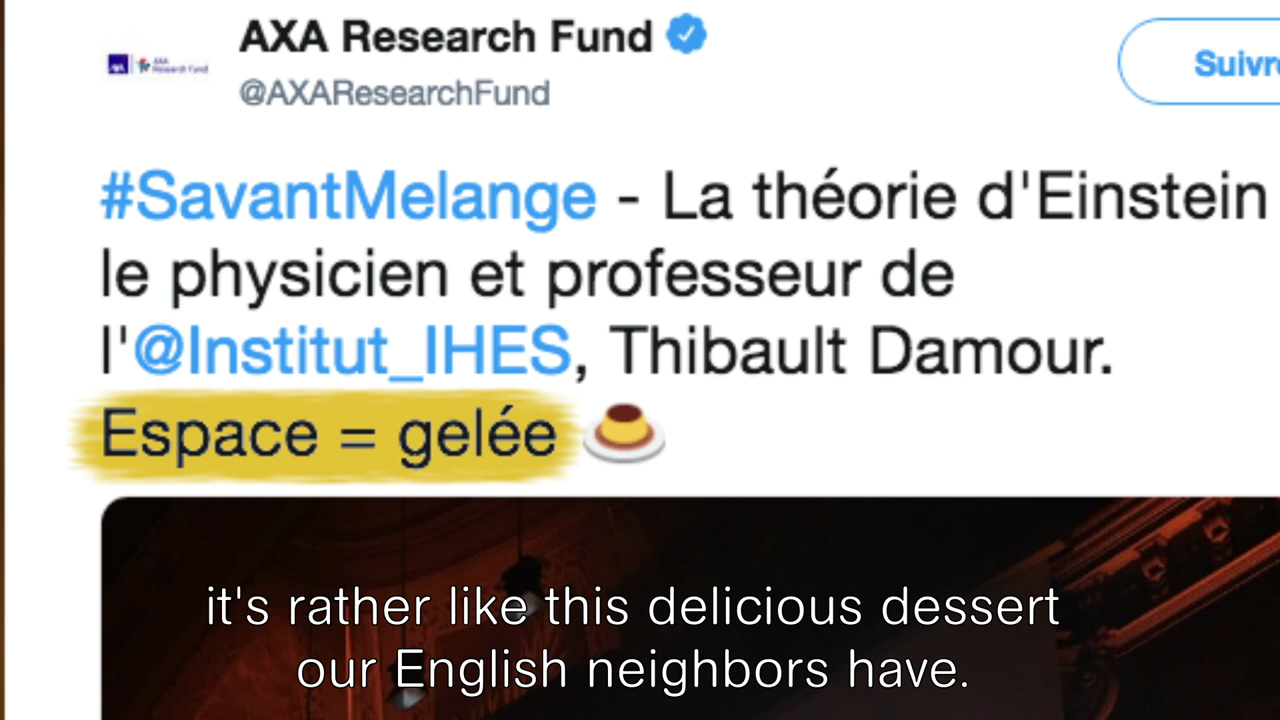 AXA Research Fund
@AXAResearchFund
Suivre
#SavantMelange - La théorie d'Einstein
le physicien et professeur de
l'@Institut_IHES, Thibault Damour.
Espace = gelée
it's rather like this delicious dessert
our English neighbors have.